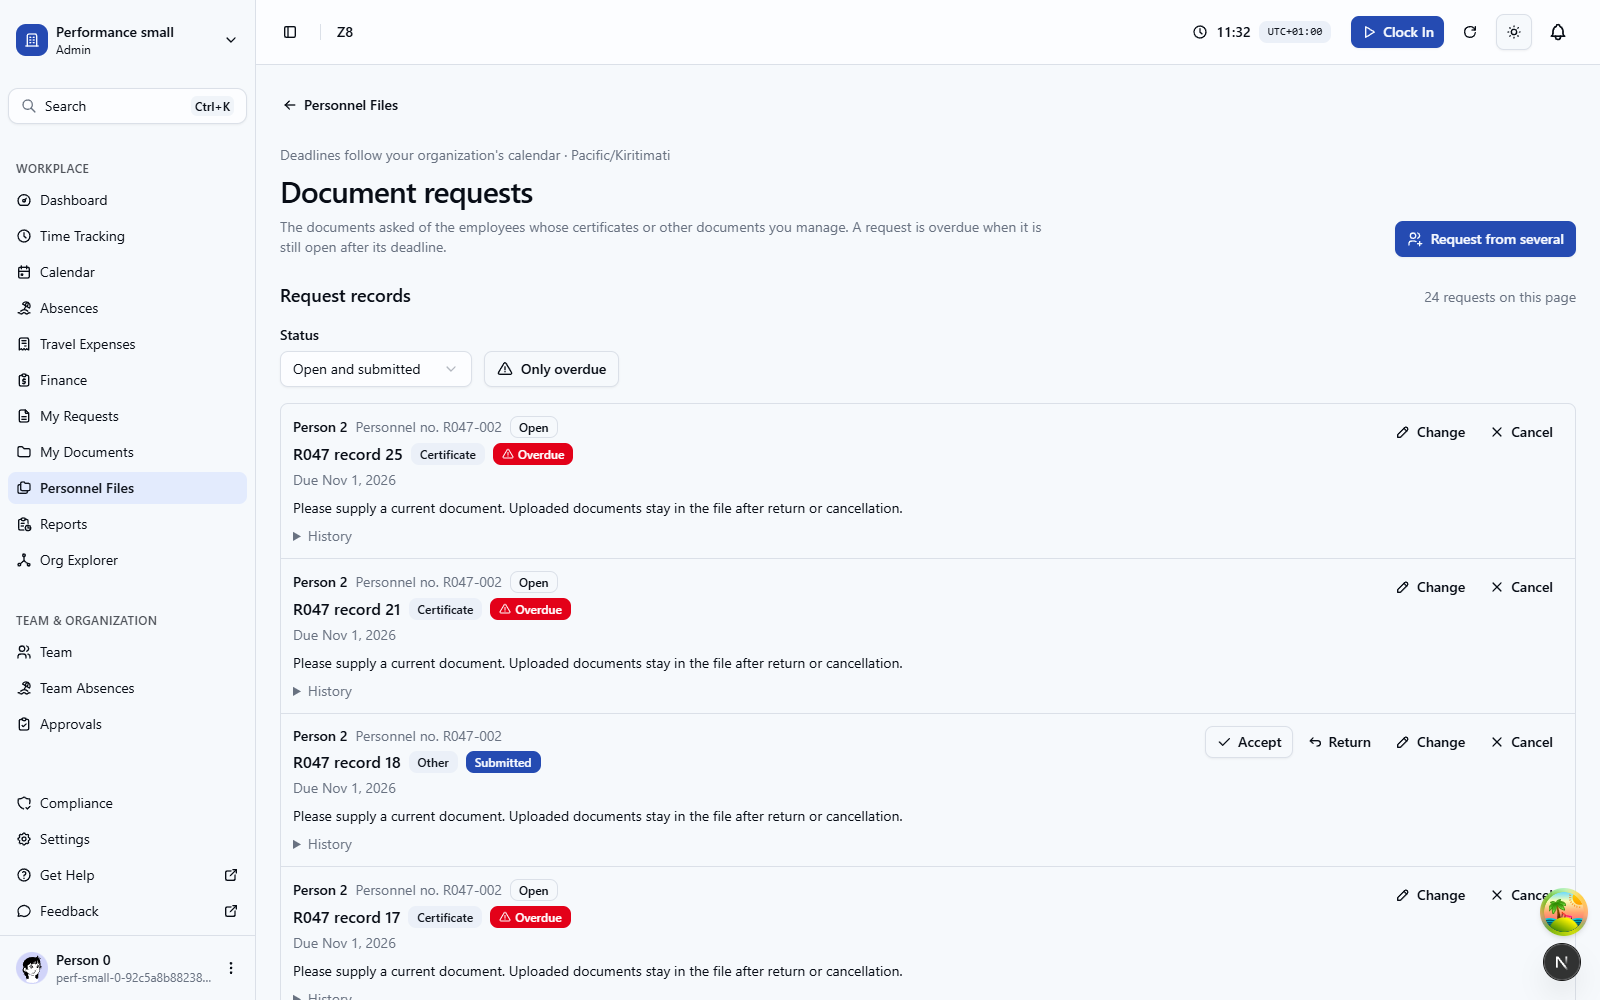 Performance small
Admin
Search
Ctrl+K
WORKPLACE
Dashboard
Time Tracking
Calendar
Absences
Travel Expenses
Finance
My Requests
My Documents
Personnel Files
Reports
Org Explorer
TEAM & ORGANIZATION
Team
Team Absences
Approvals
Compliance
Settings
Get Help
Feedback
Person 0
perf-small-0-92c5a8b88238...
Z8
11:32
UTC+01:00
Clock In
Personnel Files
Deadlines follow your organization's calendar · Pacific/Kiritimati
Document requests
The documents asked of the employees whose certificates or other documents you manage. A request is overdue when it is
still open after its deadline.
Request from several
Request records
24 requests on this page
Status
Open and submitted
Only overdue
Person 2 Personnel no. R047-002 Open
Change Cancel
R047 record 25 Certificate Overdue
Due Nov 1, 2026
Please supply a current document. Uploaded documents stay in the file after return or cancellation.
History
Person 2 Personnel no. R047-002 Open
Change Cancel
R047 record 21 Certificate Overdue
Due Nov 1, 2026
Please supply a current document. Uploaded documents stay in the file after return or cancellation.
History
Person 2 Personnel no. R047-002
Accept Return Change Cancel
R047 record 18 Other Submitted
Due Nov 1, 2026
Please supply a current document. Uploaded documents stay in the file after return or cancellation.
History
Person 2 Personnel no. R047-002 Open
Change Cancel
R047 record 17 Certificate Overdue
Due Nov 1, 2026
Please supply a current document. Uploaded documents stay in the file after return or cancellation.
History
N